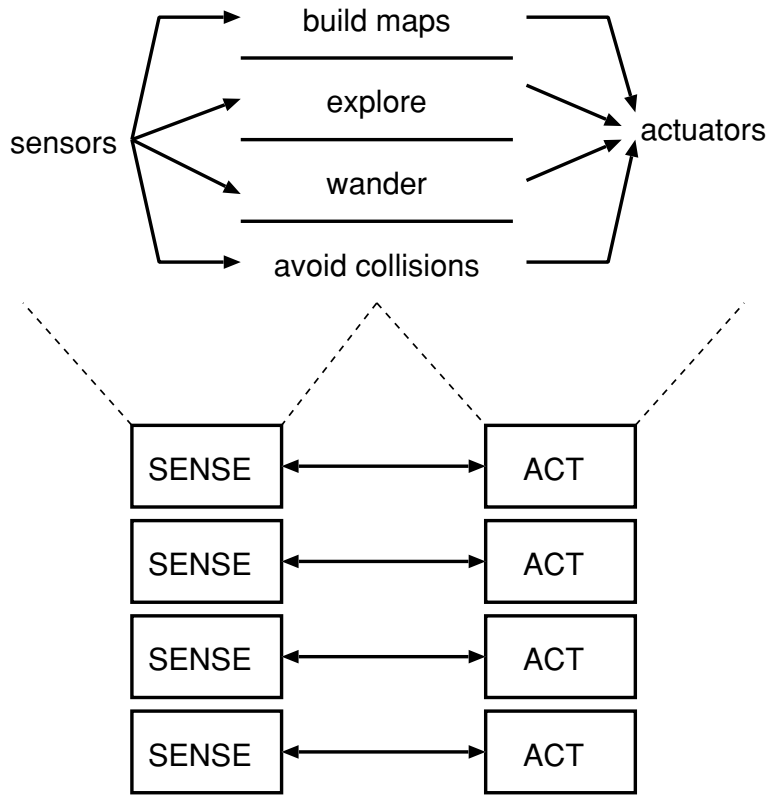 build maps
explore
sensors
actuators
wander
avoid collisions
SENSE ACT
SENSE ACT
SENSE ACT
SENSE ACT